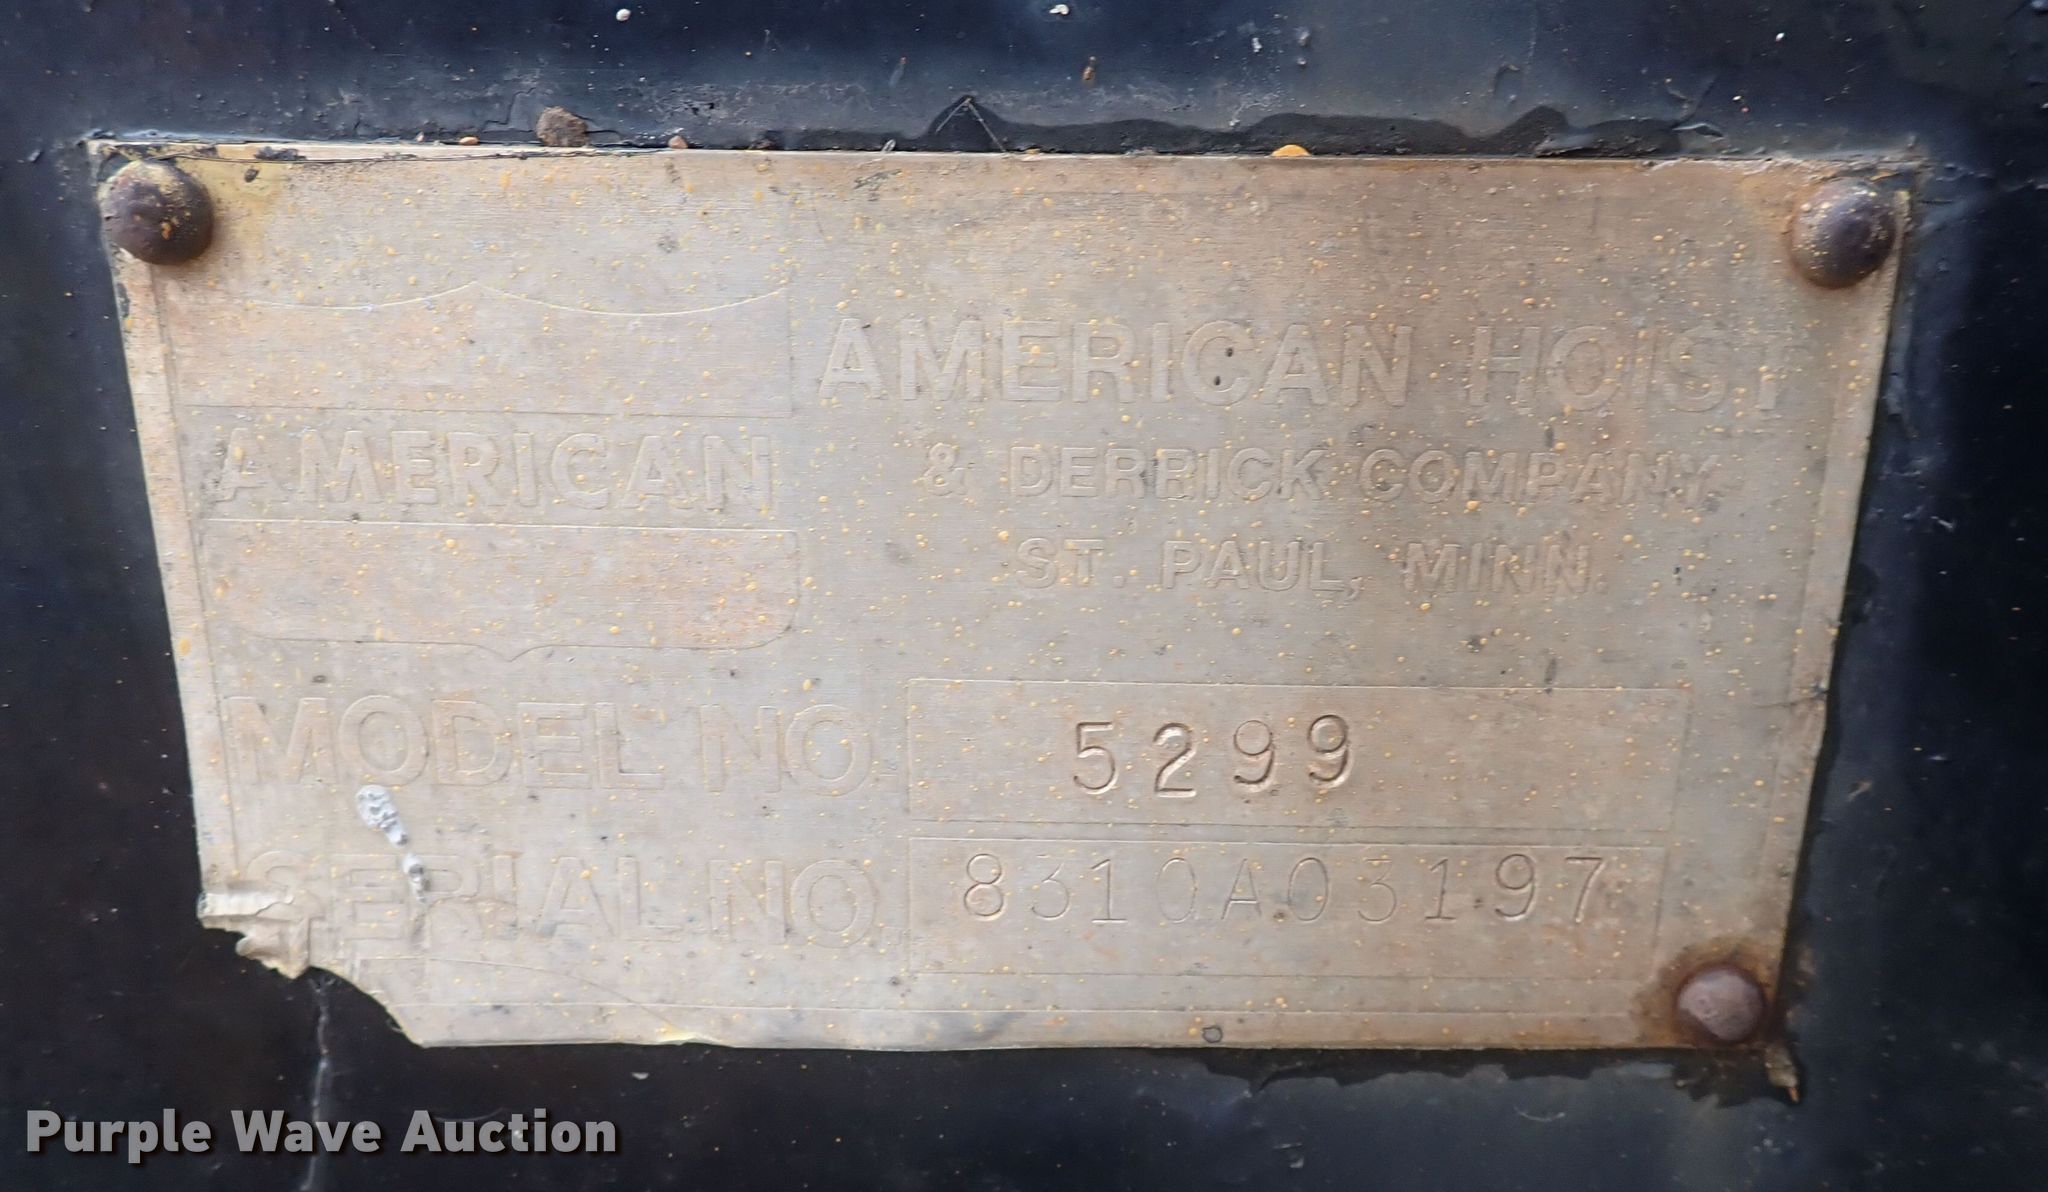 AMERICAN
AMERICAN HOIST
& DERRICK COMPANY
ST. PAUL, MINN.
MODEL NO. 5299
SERIAL NO. 8310A03197
Purple Wave Auction